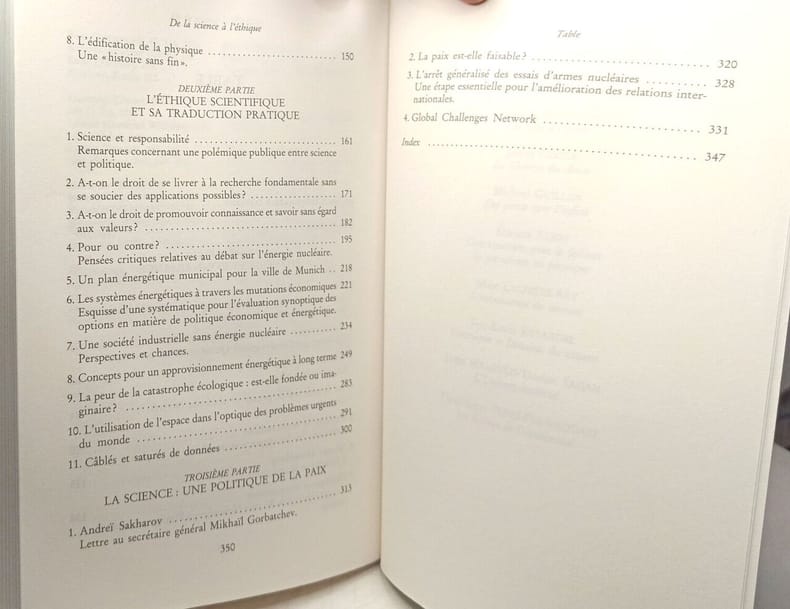 De la science à l'éthique
8. L'édification de la physique .......................... 150
Une « histoire sans fin ».
DEUXIÈME PARTIE
L'ÉTHIQUE SCIENTIFIQUE
ET SA TRADUCTION PRATIQUE
1. Science et responsabilité .......................... 161
Remarques concernant une polémique publique entre science
et politique.
2. A-t-on le droit de se livrer à la recherche fondamentale sans
se soucier des applications possibles ? .................. 171
3. A-t-on le droit de promouvoir connaissance et savoir sans égard
aux valeurs ? .................................. 182
4. Pour ou contre ? .............................. 195
Pensées critiques relatives au débat sur l'énergie nucléaire.
5. Un plan énergétique municipal pour la ville de Munich .. 218
6. Les systèmes énergétiques à travers les mutations économiques 221
Esquisse d'une systématique pour l'évaluation synoptique des
options en matière de politique économique et énergétique.
7. Une société industrielle sans énergie nucléaire .......... 234
Perspectives et chances.
8. Concepts pour un approvisionnement énergétique à long terme 249
9. La peur de la catastrophe écologique : est-elle fondée ou ima-
ginaire ? .................................. 283
10. L'utilisation de l'espace dans l'optique des problèmes urgents
du monde .................................. 291
11. Câblés et saturés de données ...................... 300
TROISIÈME PARTIE
LA SCIENCE : UNE POLITIQUE DE LA PAIX
1. Andreï Sakharov .............................. 313
Lettre au secrétaire général Mikhaïl Gorbatchev.
350
Table
2. La paix est-elle faisable ? .......................... 320
3. L'arrêt généralisé des essais d'armes nucléaires .......... 328
Une étape essentielle pour l'amélioration des relations inter-
nationales.
4. Global Challenges Network ...................... 331
Index .................................. 347